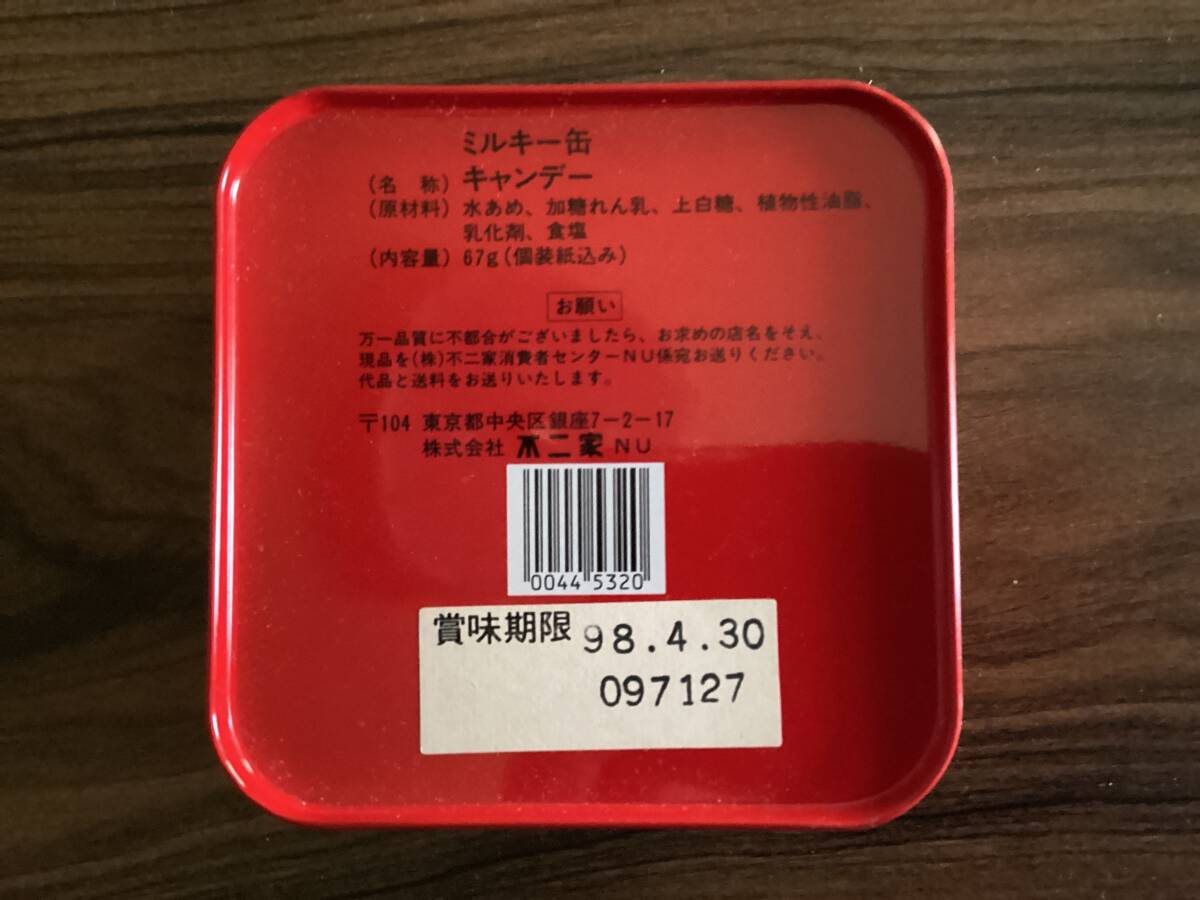 ミルキー缶
(名 称) キャンデー
(原材料) 水あめ、加糖れん乳、上白糖、植物性油脂、
乳化剤、食塩
(内容量) 67g(個装紙込み)
お願い
万一品質に不都合がございましたら、お求めの店名をそえ、
現品を(株)不二家消費者センターNU係宛お送りください。
代品と送料をお送りいたします。
〒104 東京都中央区銀座7-2-17
株式会社 不二家 NU
0044 5320
賞味期限 98.4.30
097127